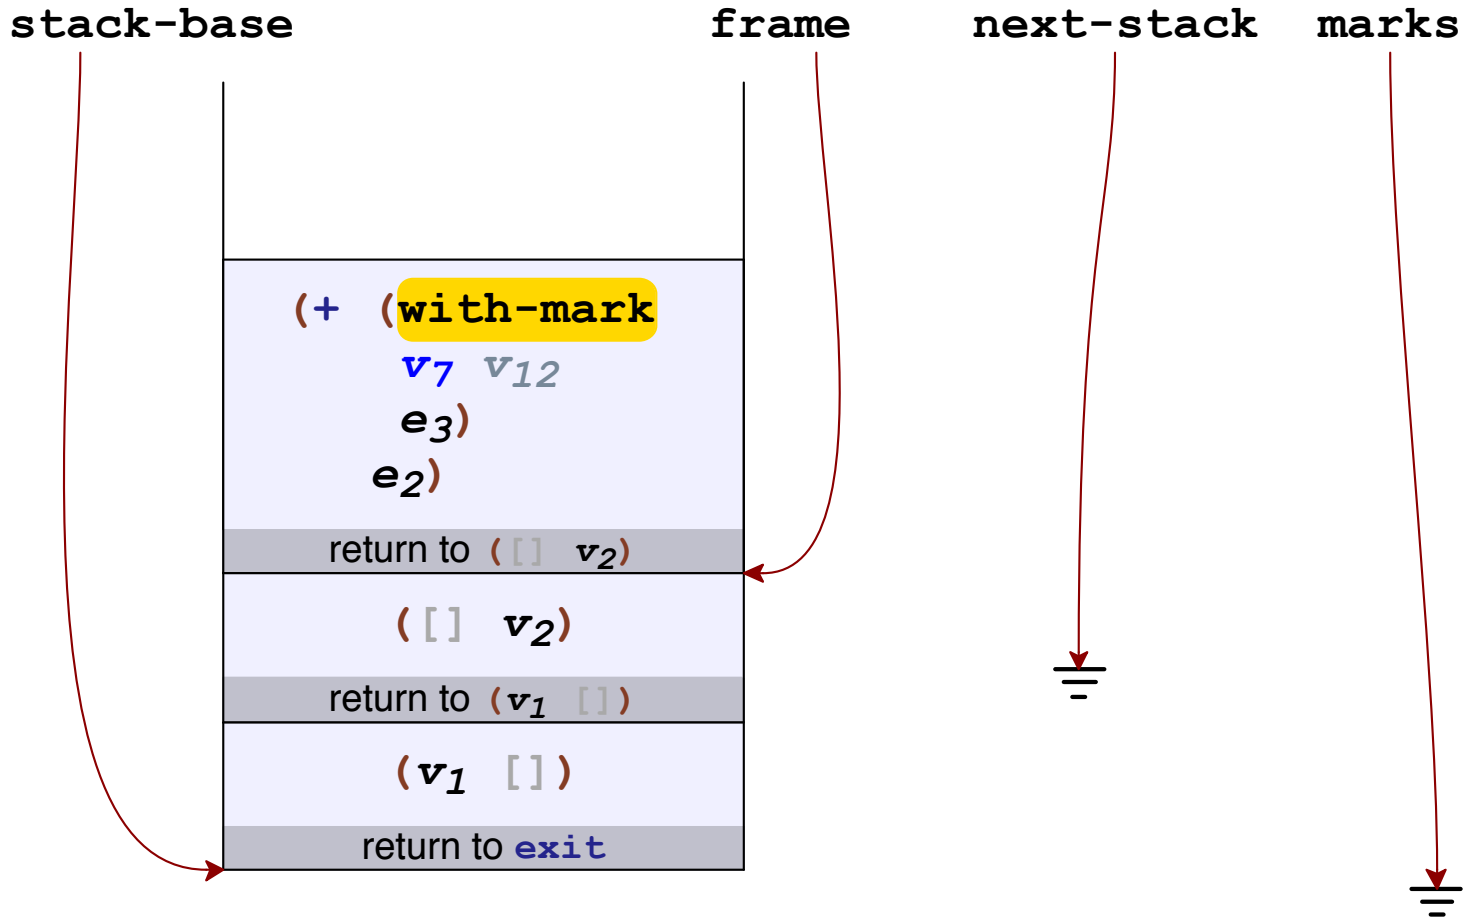 stack-base frame next-stack marks
(+ (with-mark
v₇ v₁₂
e₃)
e₂)
return to ([] v₂)
([] v₂)
return to (v₁ [])
(v₁ [])
return to exit